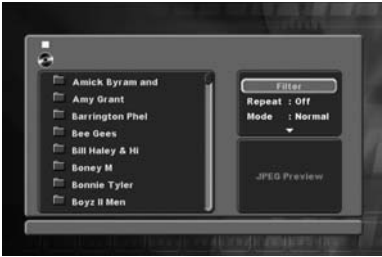 Amick Byram and
Amy Grant
Barrington Phel
Bee Gees
Bill Haley & Hi
Boney M
Bonnie Tyler
Boyz II Men
Filter
Repeat : Off
Mode : Normal
JPEG Preview